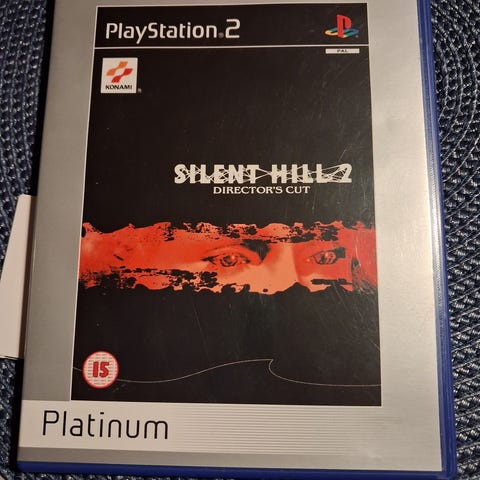 PlayStation®2
PAL
KONAMI
SILENT HILL 2
DIRECTOR'S CUT
15
Platinum